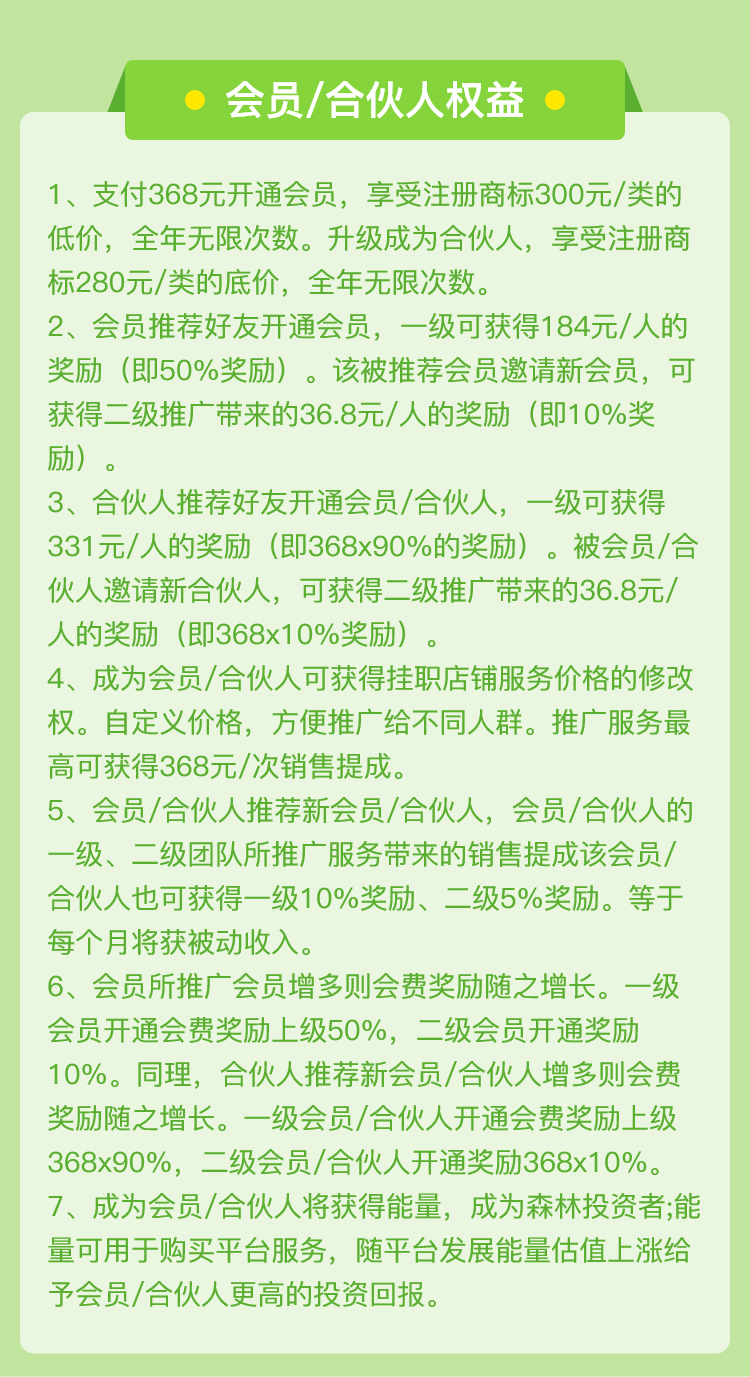 会员/合伙人权益
1、支付368元开通会员，享受注册商标300元/类的
低价，全年无限次数。升级成为合伙人，享受注册商
标280元/类的底价，全年无限次数。
2、会员推荐好友开通会员，一级可获得184元/人的
奖励（即50%奖励）。该被推荐会员邀请新会员，可
获得二级推广带来的36.8元/人的奖励（即10%奖
励）。
3、合伙人推荐好友开通会员/合伙人，一级可获得
331元/人的奖励（即368x90%的奖励）。被会员/合
伙人邀请新合伙人，可获得二级推广带来的36.8元/
人的奖励（即368x10%奖励）。
4、成为会员/合伙人可获得挂职店铺服务价格的修改
权。自定义价格，方便推广给不同人群。推广服务最
高可获得368元/次销售提成。
5、会员/合伙人推荐新会员/合伙人，会员/合伙人的
一级、二级团队所推广服务带来的销售提成该会员/
合伙人也可获得一级10%奖励、二级5%奖励。等于
每个月将获被动收入。
6、会员所推广会员增多则会费奖励随之增长。一级
会员开通会费奖励上级50%，二级会员开通奖励
10%。同理，合伙人推荐新会员/合伙人增多则会费
奖励随之增长。一级会员/合伙人开通会费奖励上级
368x90%，二级会员/合伙人开通奖励368x10%。
7、成为会员/合伙人将获得能量，成为森林投资者;能
量可用于购买平台服务，随平台发展能量估值上涨给
予会员/合伙人更高的投资回报。